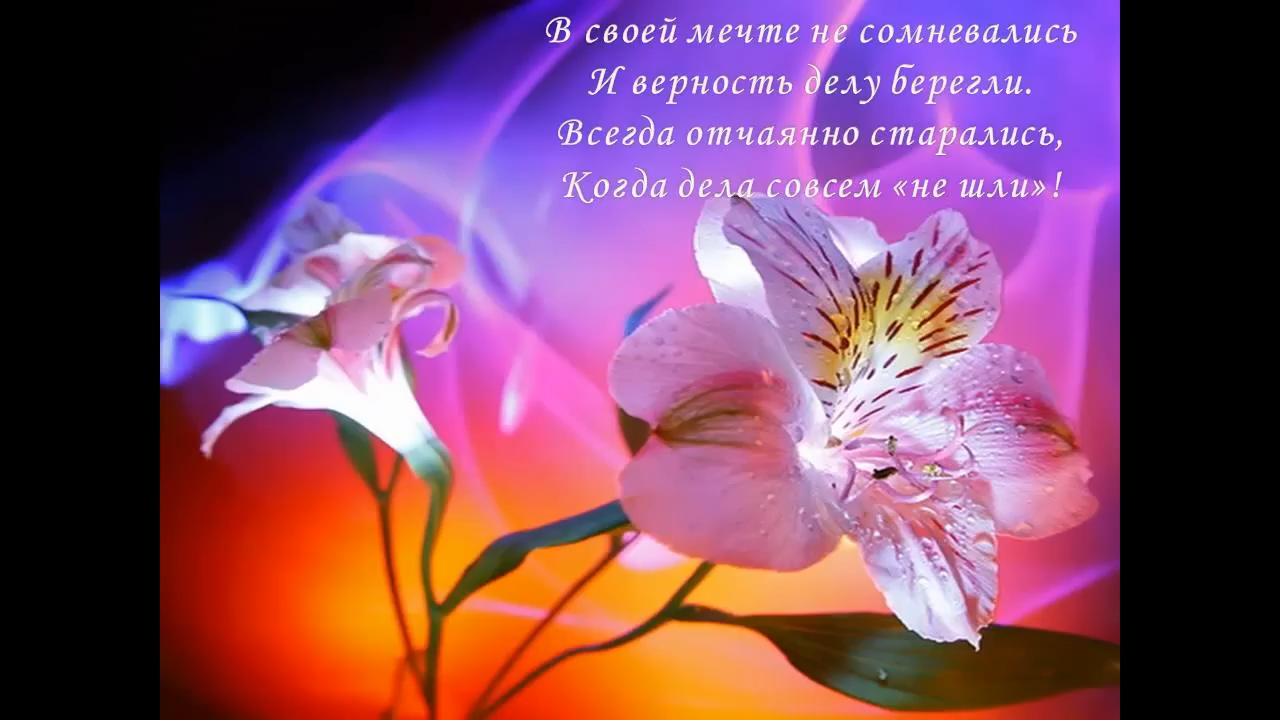 В своей мечте не сомневались
И верность делу берегли.
Всегда отчаянно старались,
Когда дела совсем «не шли»!